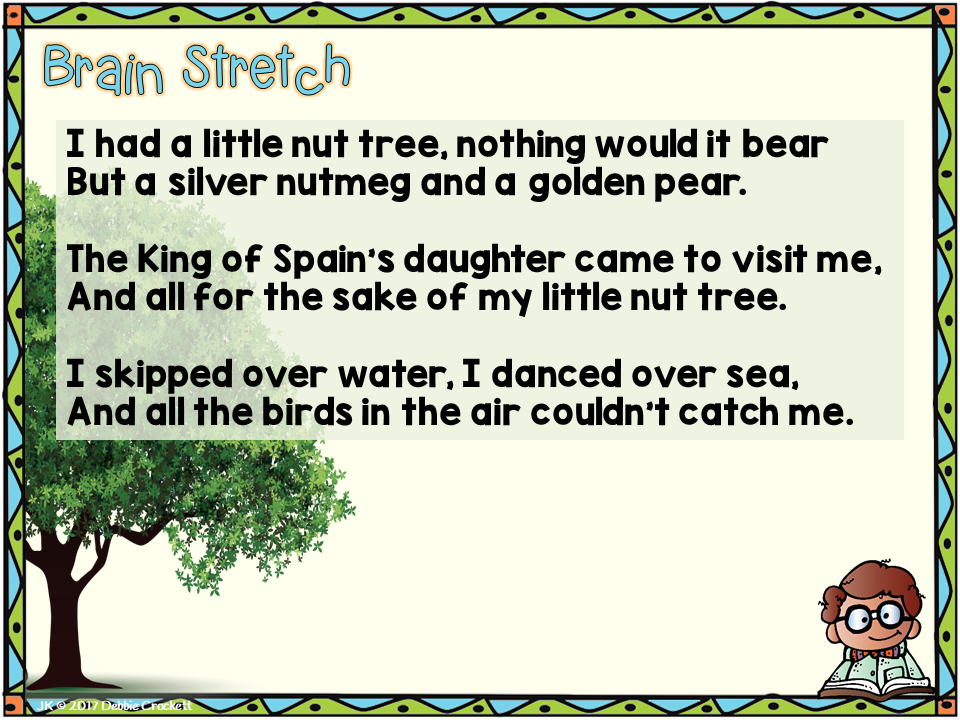 Brain Stretch
I had a little nut tree, nothing would it bear
But a silver nutmeg and a golden pear.
The King of Spain's daughter came to visit me,
And all for the sake of my little nut tree.
I skipped over water, I danced over sea,
And all the birds in the air couldn't catch me.
JK © 2017 Debbie Crockett